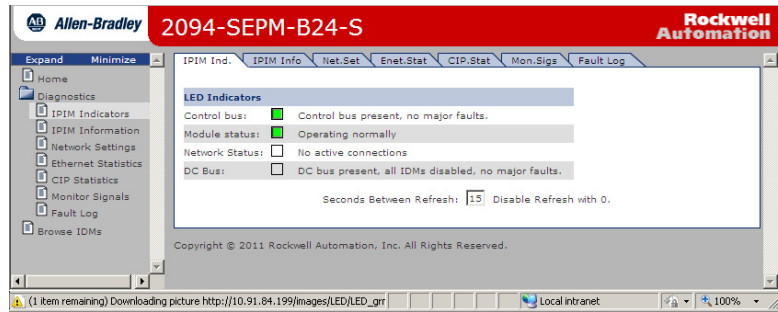 Allen-Bradley
2094-SEPM-B24-S
Rockwell
Automation
Expand Minimize
Home
Diagnostics
IPIM Indicators
IPIM Information
Network Settings
Ethernet Statistics
CIP Statistics
Monitor Signals
Fault Log
Browse IDMs
IPIM Ind. IPIM Info Net.Set Enet.Stat CIP.Stat Mon.Sigs Fault Log
LED Indicators
Control bus: Control bus present, no major faults.
Module status: Operating normally
Network Status: No active connections
DC Bus: DC bus present, all IDMs disabled, no major faults.
Seconds Between Refresh: 15 Disable Refresh with 0.
Copyright © 2011 Rockwell Automation, Inc. All Rights Reserved.
(1 item remaining) Downloading picture http://10.91.84.199/images/LED/LED_grr Local intranet 100%